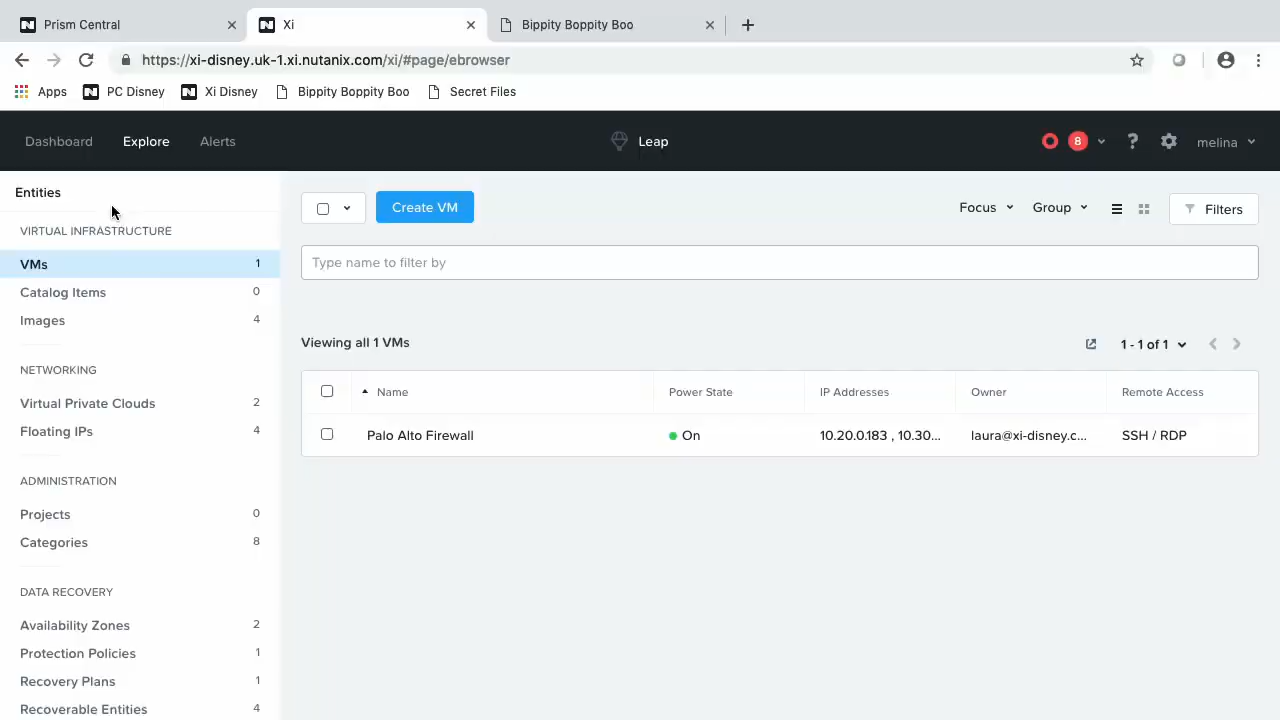 Prism Central
Xi
Bippity Boppity Boo
https://xi-disney.uk-1.xi.nutanix.com/xi/#page/ebrowser
Apps
PC Disney
Xi Disney
Bippity Boppity Boo
Secret Files
Dashboard
Explore
Alerts
Leap
8
?
melina
Entities
VIRTUAL INFRASTRUCTURE
VMs 1
Catalog Items 0
Images 4
NETWORKING
Virtual Private Clouds 2
Floating IPs 4
ADMINISTRATION
Projects 0
Categories 8
DATA RECOVERY
Availability Zones 2
Protection Policies 1
Recovery Plans 1
Recoverable Entities 4
Create VM
Focus
Group
Filters
Type name to filter by
Viewing all 1 VMs
1 - 1 of 1
Name Power State IP Addresses Owner Remote Access
Palo Alto Firewall On 10.20.0.183 , 10.30... laura@xi-disney.c... SSH / RDP